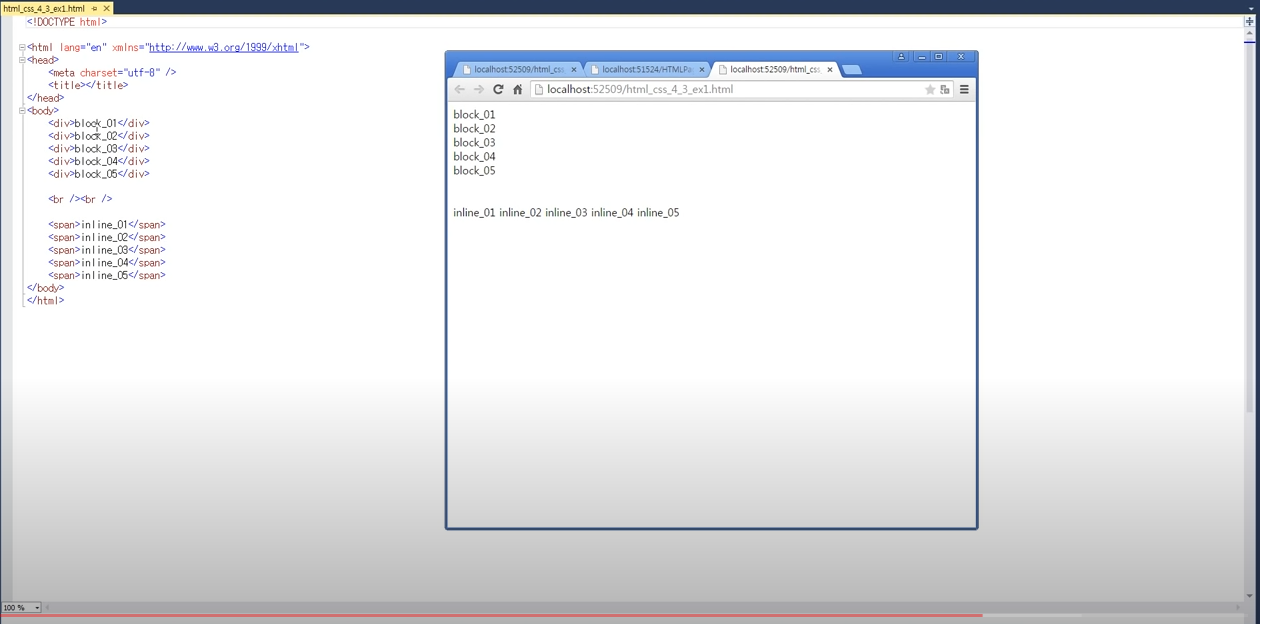 html_css_4_3_ex1.html
<!DOCTYPE html>
<html lang="en" xmlns="http://www.w3.org/1999/xhtml">
<head>
<meta charset="utf-8" />
<title></title>
</head>
<body>
<div>block_01</div>
<div>block_02</div>
<div>block_03</div>
<div>block_04</div>
<div>block_05</div>
<br /><br />
<span>inline_01</span>
<span>inline_02</span>
<span>inline_03</span>
<span>inline_04</span>
<span>inline_05</span>
</body>
</html>
100 %
localhost:52509/html_css localhost:51524/HTMLPa localhost:52509/html_css
localhost:52509/html_css_4_3_ex1.html
block_01
block_02
block_03
block_04
block_05
inline_01 inline_02 inline_03 inline_04 inline_05